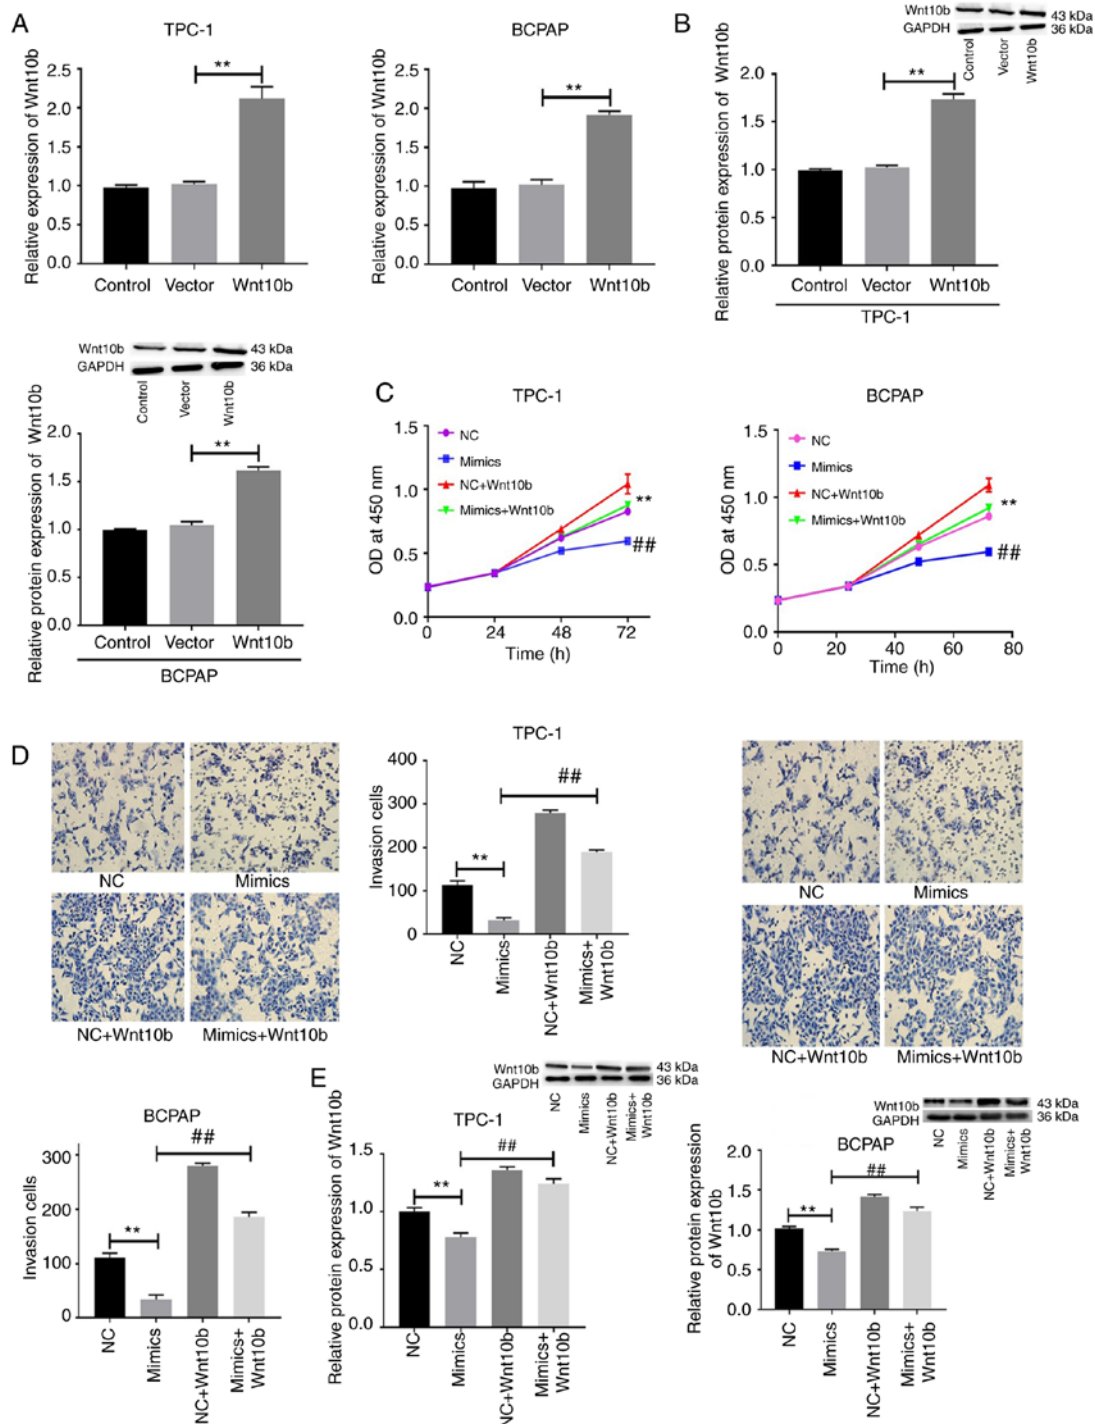 A
TPC-1
Relative expression of Wnt10b
2.5
2.0
1.5
1.0
0.5
0.0
**
Control
Vector
Wnt10b
BCPAP
Relative expression of Wnt10b
2.5
2.0
1.5
1.0
0.5
0.0
**
Control
Vector
Wnt10b
B
Wnt10b
43 kDa
GAPDH
36 kDa
Control
Vector
Wnt10b
Relative protein expression of Wnt10b
2.0
1.5
1.0
0.5
0.0
**
Control
Vector
Wnt10b
TPC-1
Wnt10b
43 kDa
GAPDH
36 kDa
Control
Vector
Wnt10b
Relative protein expression of Wnt10b
2.0
1.5
1.0
0.5
0.0
**
Control
Vector
Wnt10b
BCPAP
C
TPC-1
OD at 450 nm
1.5
1.0
0.5
0.0
NC
Mimics
NC+Wnt10b
Mimics+Wnt10b
**
##
0
24
48
72
Time (h)
BCPAP
OD at 450 nm
1.5
1.0
0.5
0.0
NC
Mimics
NC+Wnt10b
Mimics+Wnt10b
**
##
0
20
40
60
80
Time (h)
D
NC
Mimics
NC+Wnt10b
Mimics+Wnt10b
TPC-1
Invasion cells
400
300
200
100
0
**
##
NC
Mimics
NC+Wnt10b
Mimics+
Wnt10b
NC
Mimics
NC+Wnt10b
Mimics+Wnt10b
BCPAP
Invasion cells
300
200
100
0
**
##
NC
Mimics
NC+Wnt10b
Mimics+
Wnt10b
E
Wnt10b
43 kDa
GAPDH
36 kDa
NC
Mimics
NC+Wnt10b
Mimics+
Wnt10b
TPC-1
Relative protein expression of Wnt10b
1.5
1.0
0.5
0.0
**
##
NC
Mimics
NC+Wnt10b
Mimics+
Wnt10b
Wnt10b
43 kDa
GAPDH
36 kDa
NC
Mimics
NC+Wnt10b
Mimics+
Wnt10b
BCPAP
Relative protein expression
of Wnt10b
2.0
1.5
1.0
0.5
0.0
**
##
NC
Mimics
NC+Wnt10b
Mimics+
Wnt10b